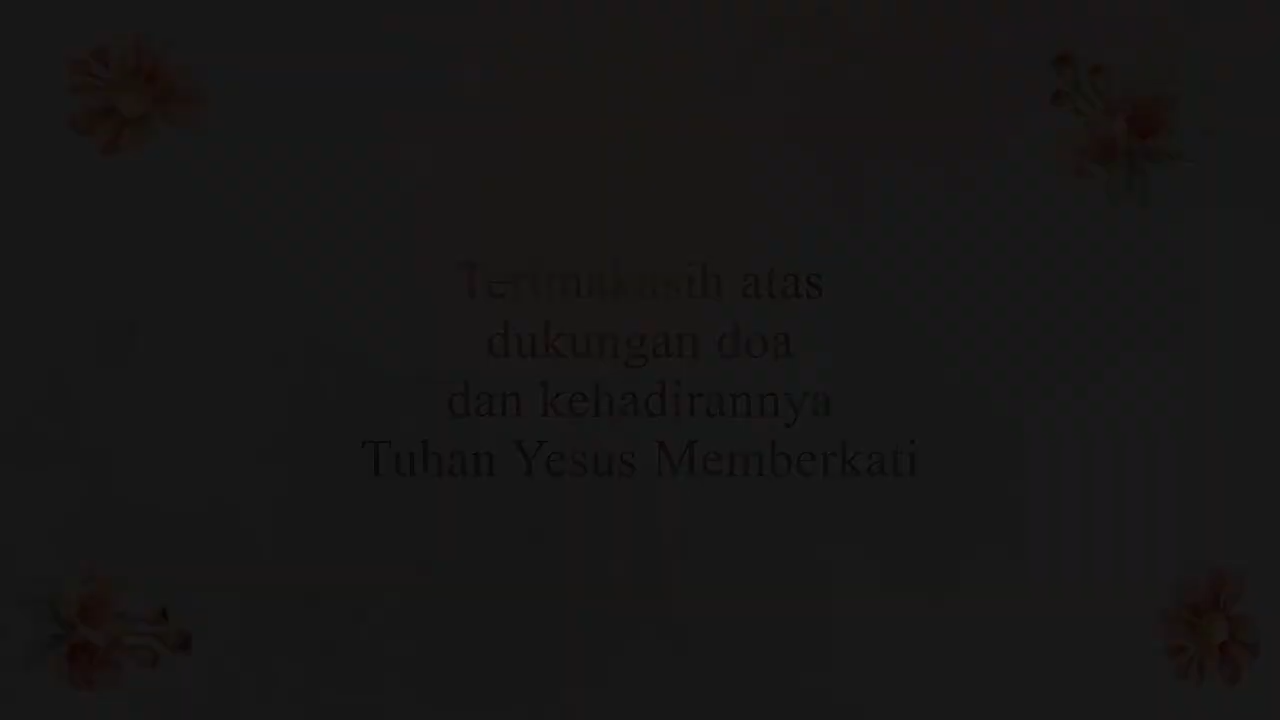 Terimakasih atas
dukungan doa
dan kehadirannya
Tuhan Yesus Memberkati